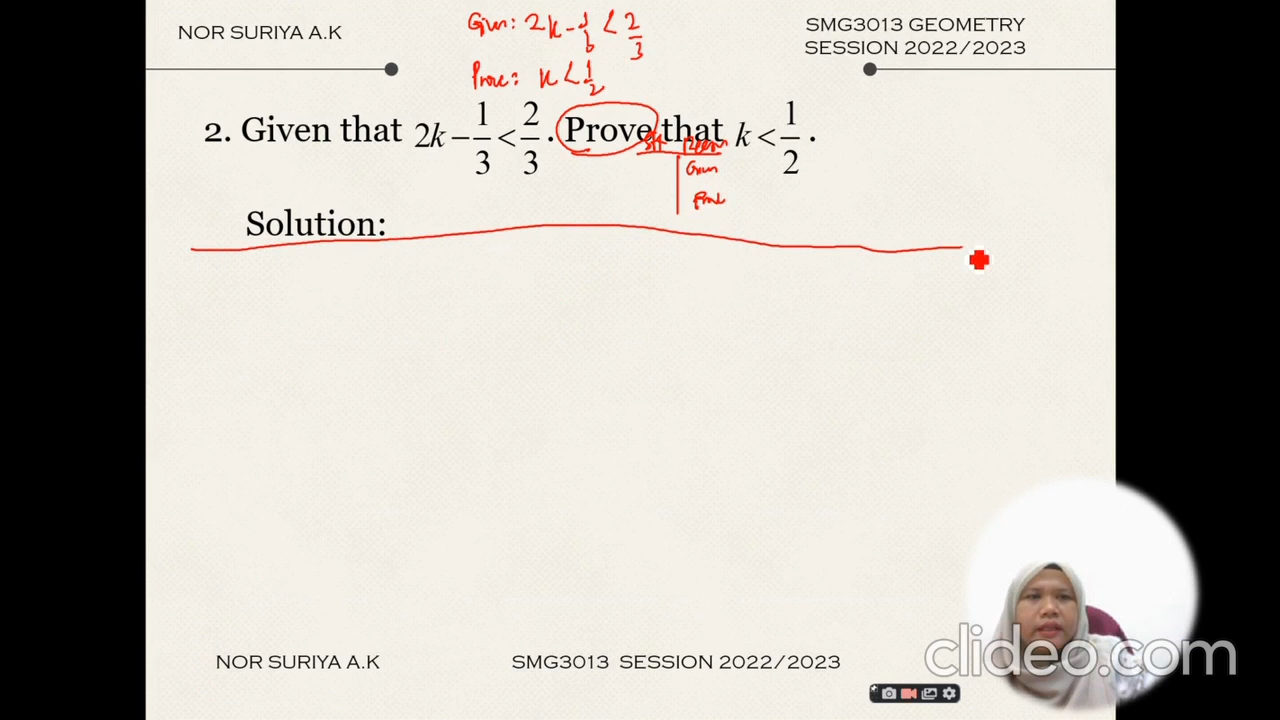 NOR SURIYA A.K
SMG3013 GEOMETRY
SESSION 2022/2023
Given: 2k - 1/3 < 2/3
Prove: k < 1/2
2. Given that 2k − 1/3 < 2/3 . Prove that k < 1/2 .
Given
Solution:
NOR SURIYA A.K
SMG3013 SESSION 2022/2023
clideo.com